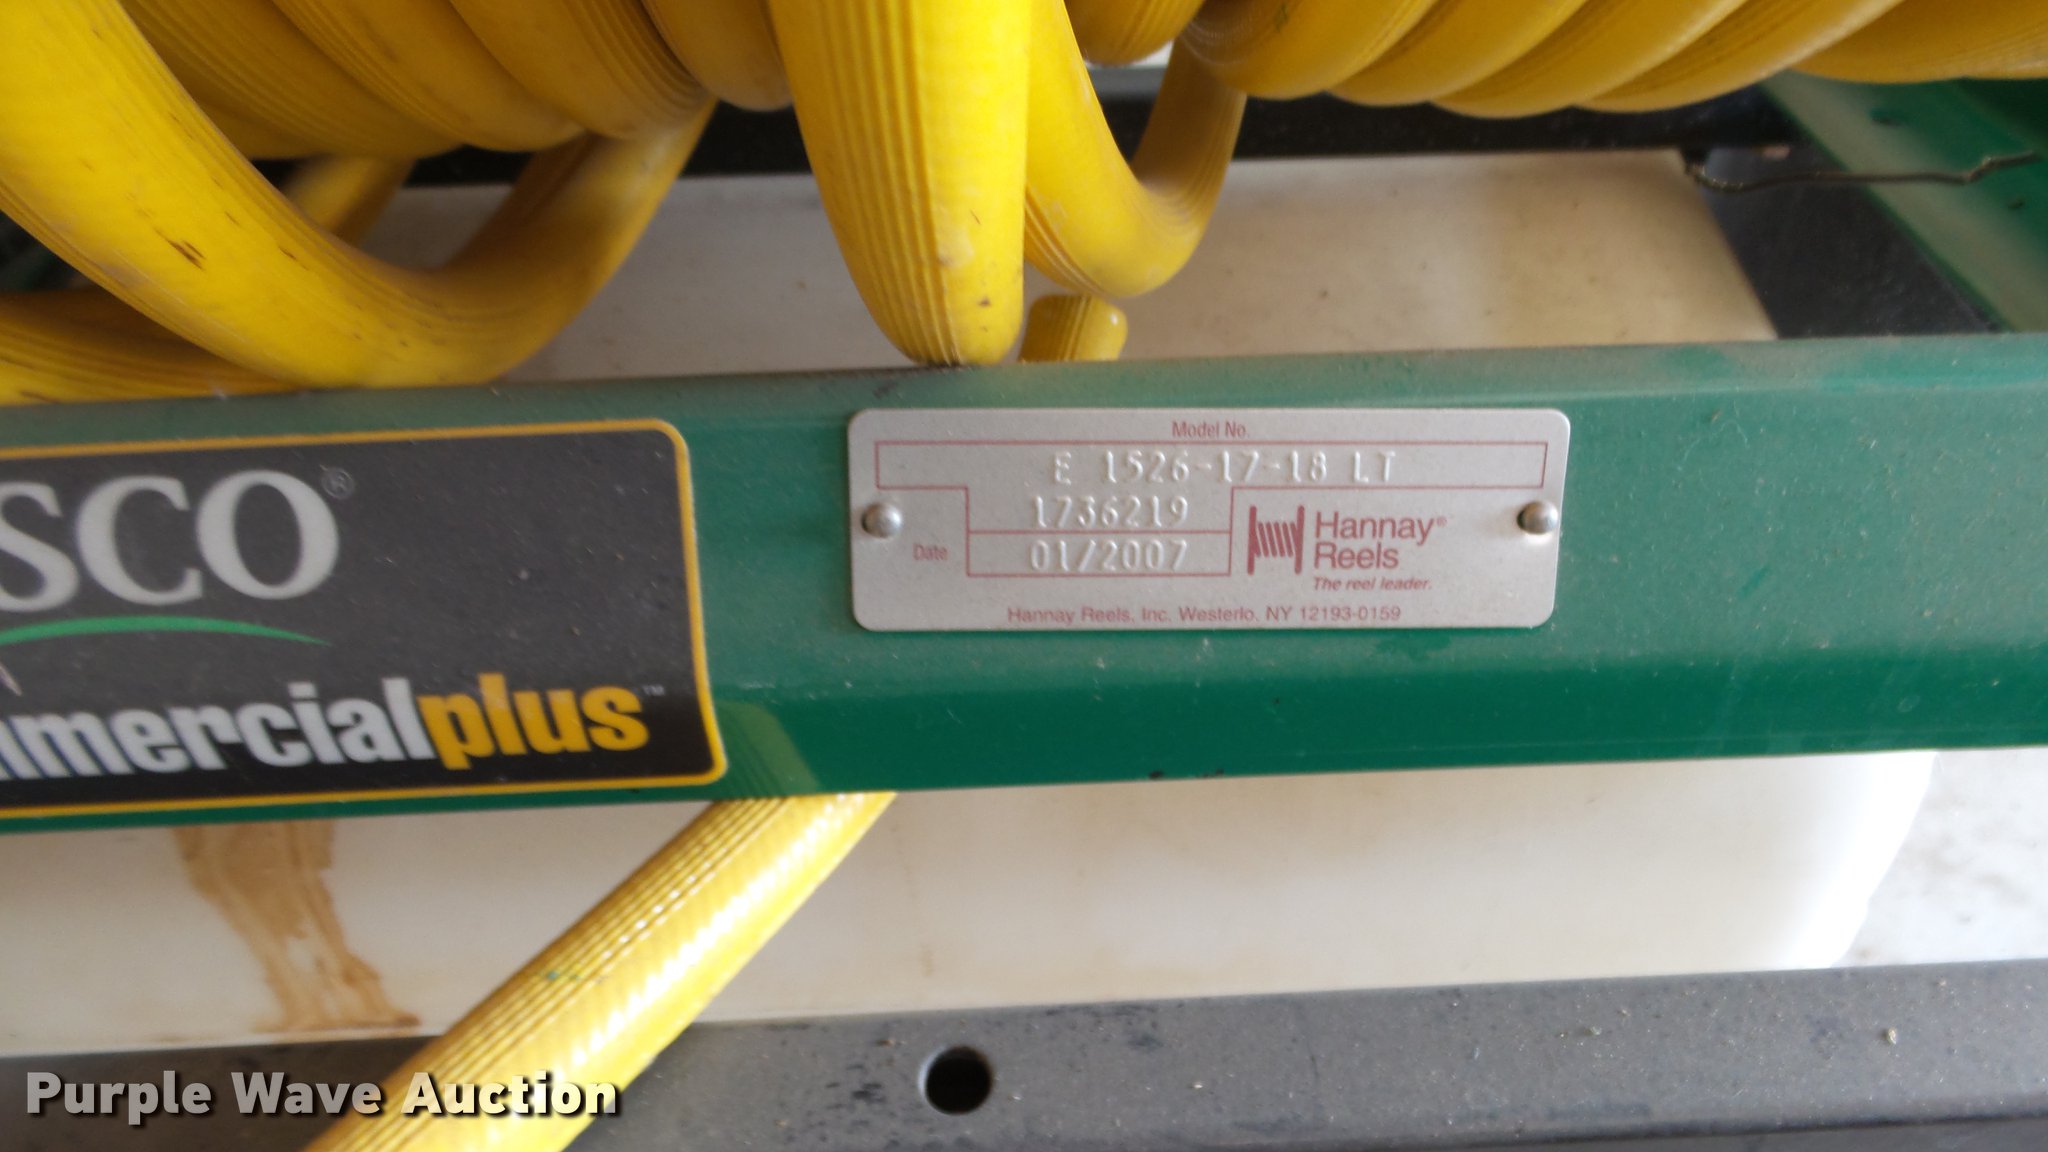 SCO®
mmercialplus™
Model No.
E 1526-17-18 LT
1736219
Date 01/2007
Hannay®
Reels
The reel leader.
Hannay Reels, Inc. Westerlo, NY 12193-0159
Purple Wave Auction